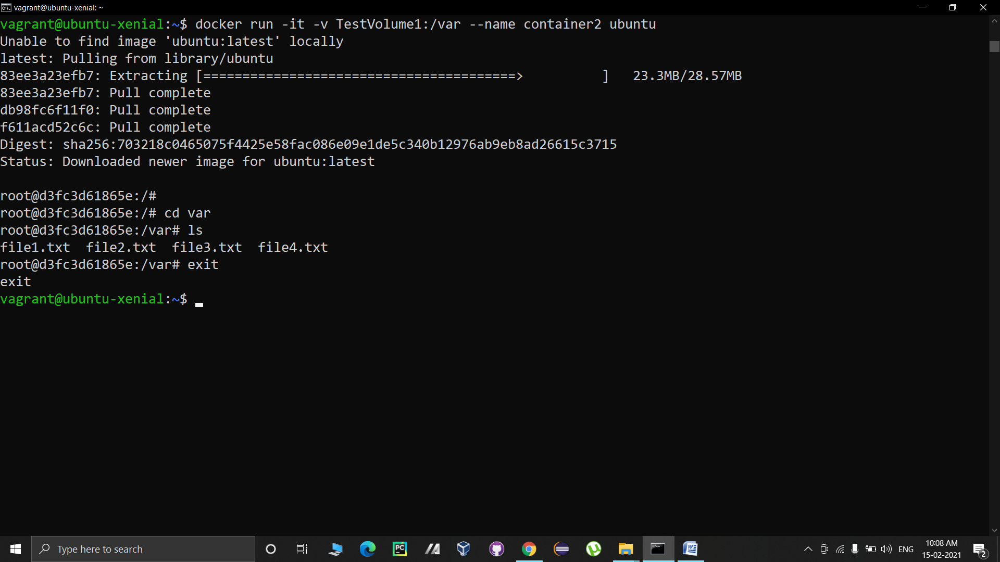 vagrant@ubuntu-xenial: ~
vagrant@ubuntu-xenial:~$ docker run -it -v TestVolume1:/var --name container2 ubuntu
Unable to find image 'ubuntu:latest' locally
latest: Pulling from library/ubuntu
83ee3a23efb7: Extracting [========================================>          ]   23.3MB/28.57MB
83ee3a23efb7: Pull complete
db98fc6f11f0: Pull complete
f611acd52c6c: Pull complete
Digest: sha256:703218c0465075f4425e58fac086e09e1de5c340b12976ab9eb8ad26615c3715
Status: Downloaded newer image for ubuntu:latest
root@d3fc3d61865e:/#
root@d3fc3d61865e:/# cd var
root@d3fc3d61865e:/var# ls
file1.txt  file2.txt  file3.txt  file4.txt
root@d3fc3d61865e:/var# exit
exit
vagrant@ubuntu-xenial:~$
Type here to search
PC
ENG
10:08 AM
15-02-2021
2